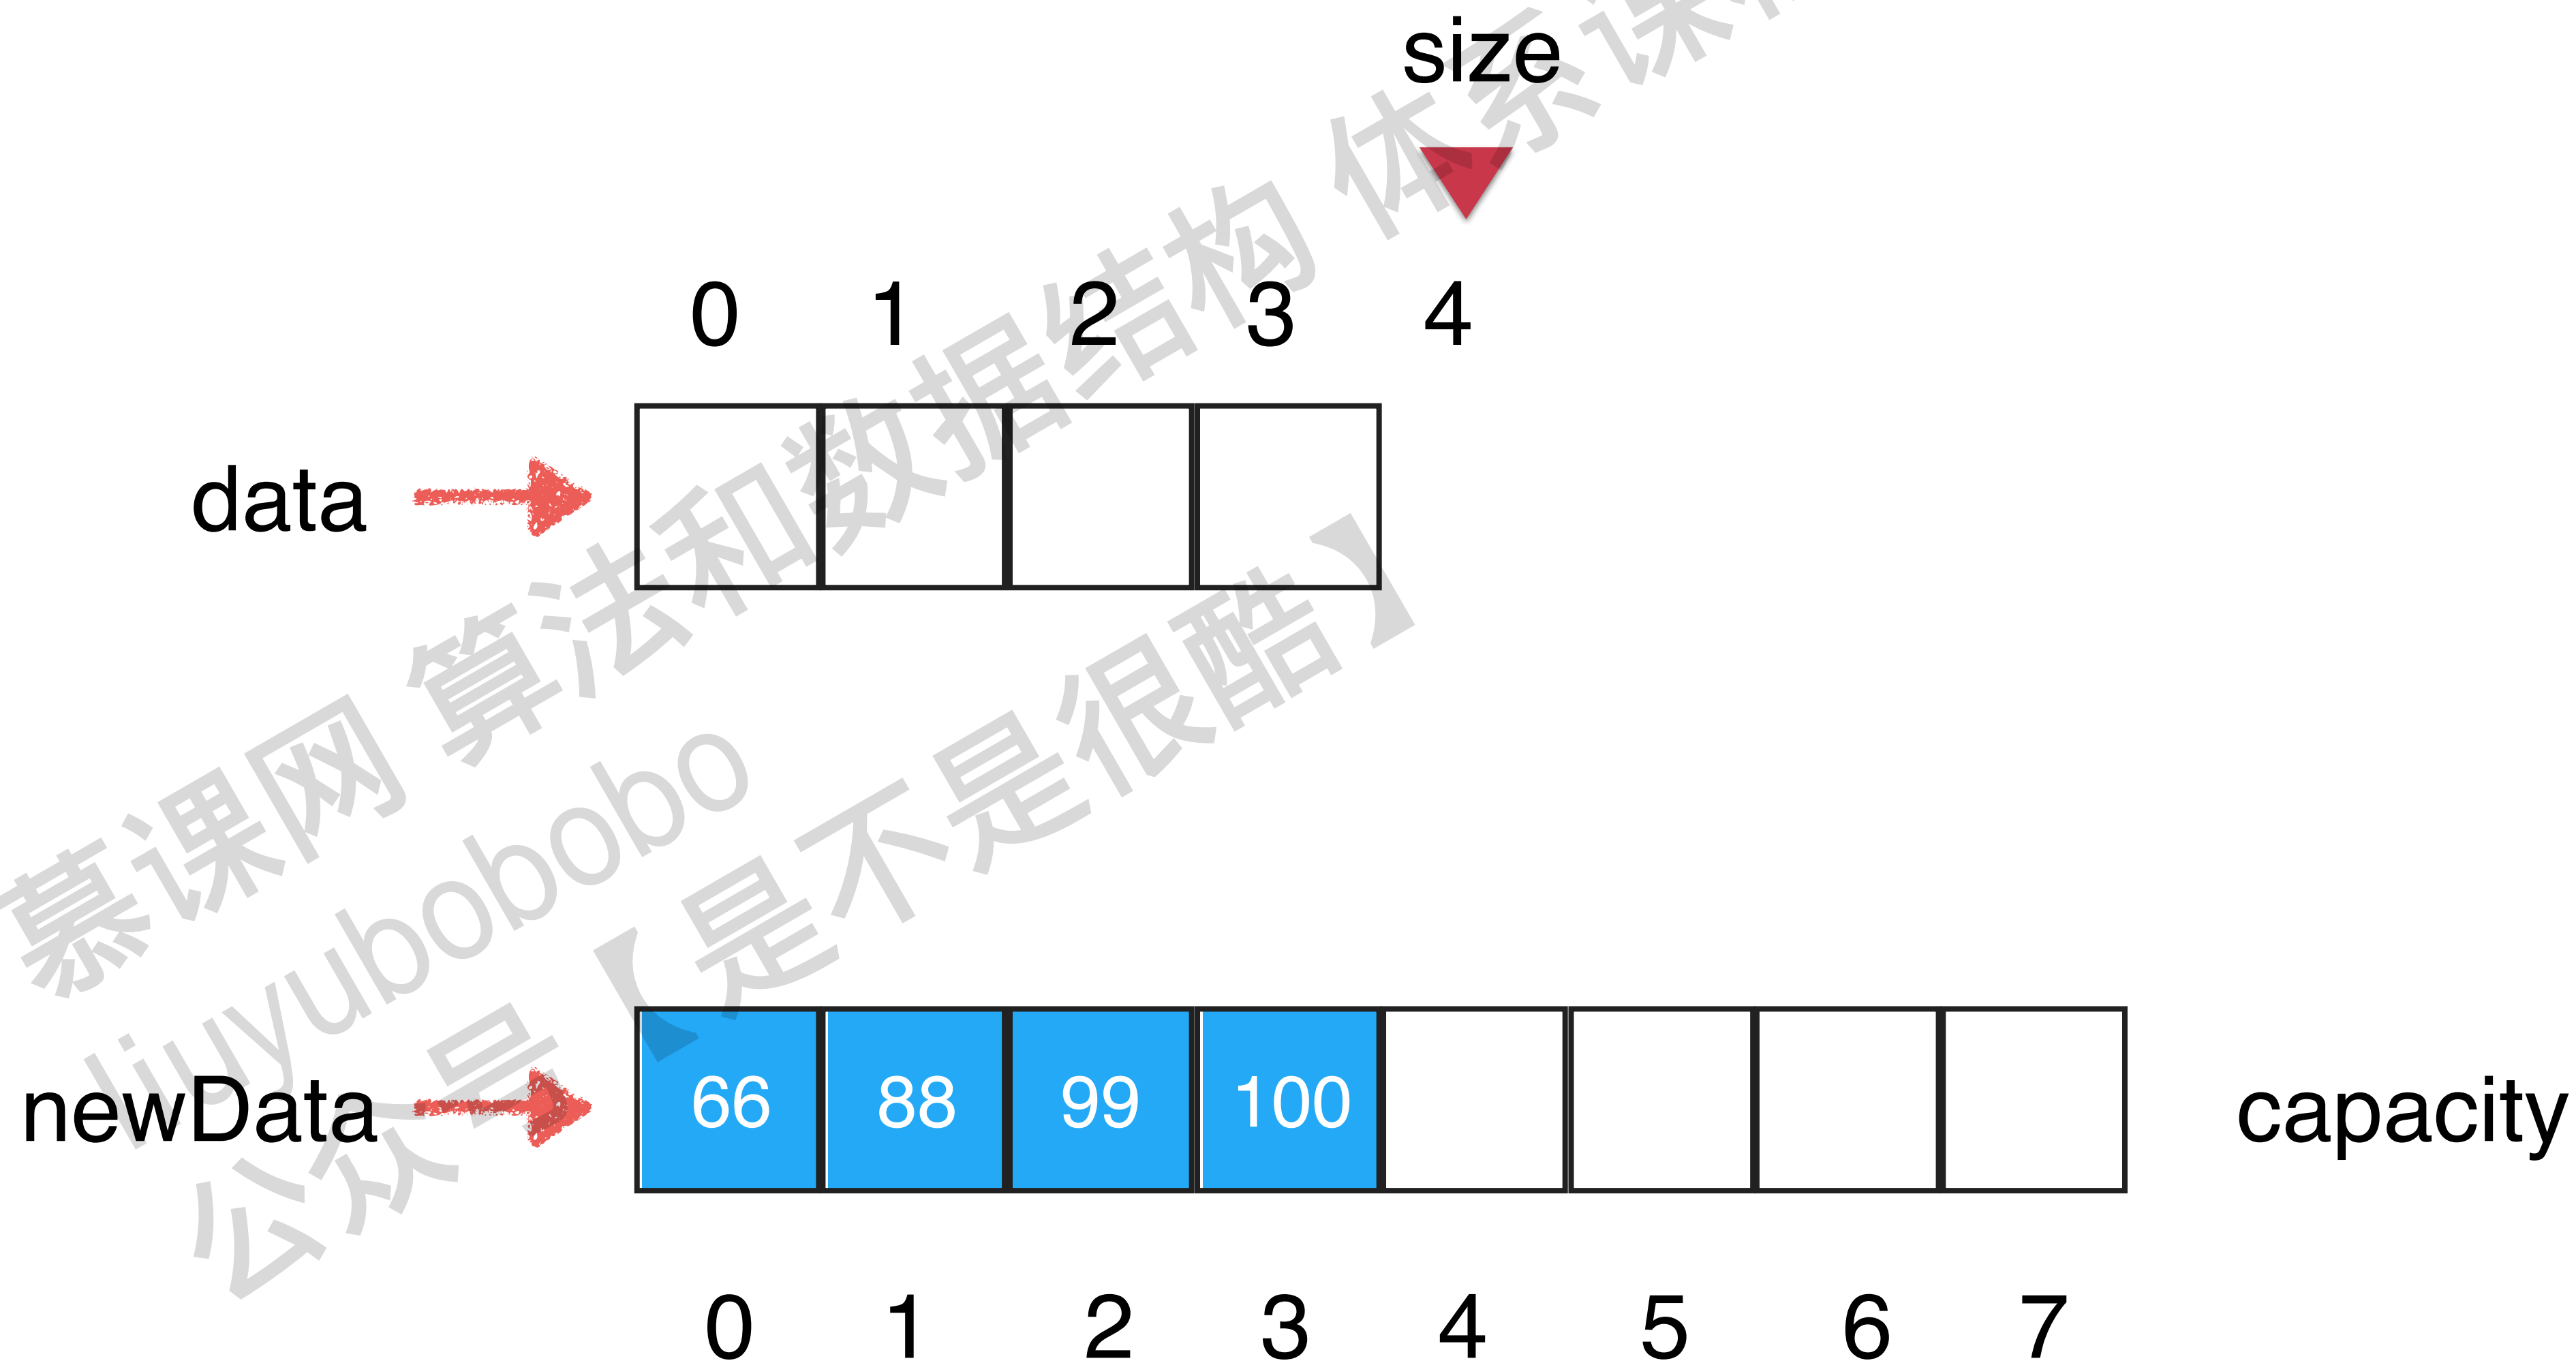 size
0 1 2 3 4
data
newData
66 88 99 100
capacity
0 1 2 3 4 5 6 7
慕课网 算法和数据结构 体系课
liuyubobobo
公众号【是不是很酷】